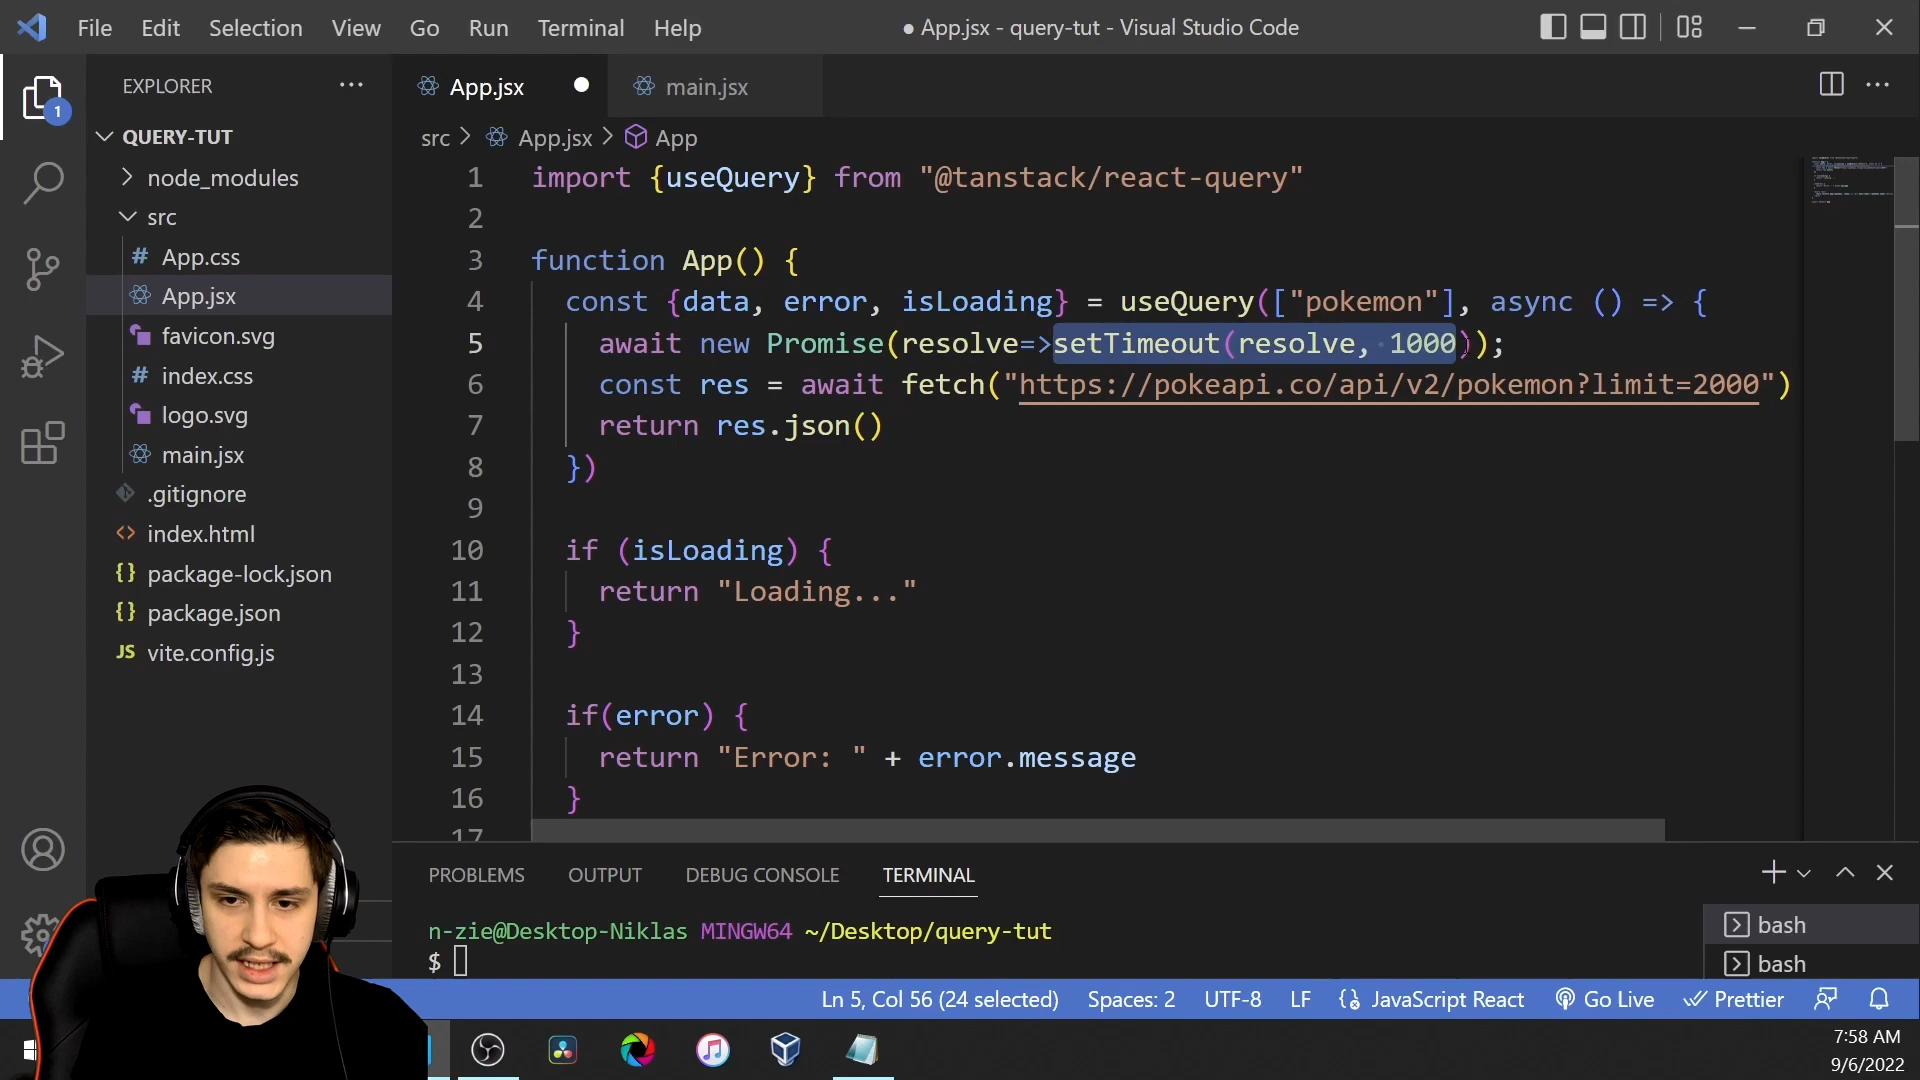 File Edit Selection View Go Run Terminal Help
● App.jsx - query-tut - Visual Studio Code
1
EXPLORER
QUERY-TUT
node_modules
src
# App.css
App.jsx
favicon.svg
# index.css
logo.svg
main.jsx
.gitignore
<> index.html
{} package-lock.json
{} package.json
JS vite.config.js
App.jsx ● main.jsx
src > App.jsx > App
1 import {useQuery} from "@tanstack/react-query"
2
3 function App() {
4 const {data, error, isLoading} = useQuery(["pokemon"], async () => {
5 await new Promise(resolve=>setTimeout(resolve, 1000));
6 const res = await fetch("https://pokeapi.co/api/v2/pokemon?limit=2000")
7 return res.json()
8 })
9
10 if (isLoading) {
11 return "Loading..."
12 }
13
14 if(error) {
15 return "Error: " + error.message
16 }
17
PROBLEMS OUTPUT DEBUG CONSOLE TERMINAL
n-zie@Desktop-Niklas MINGW64 ~/Desktop/query-tut
$
bash
bash
Ln 5, Col 56 (24 selected) Spaces: 2 UTF-8 LF JavaScript React Go Live Prettier
7:58 AM
9/6/2022